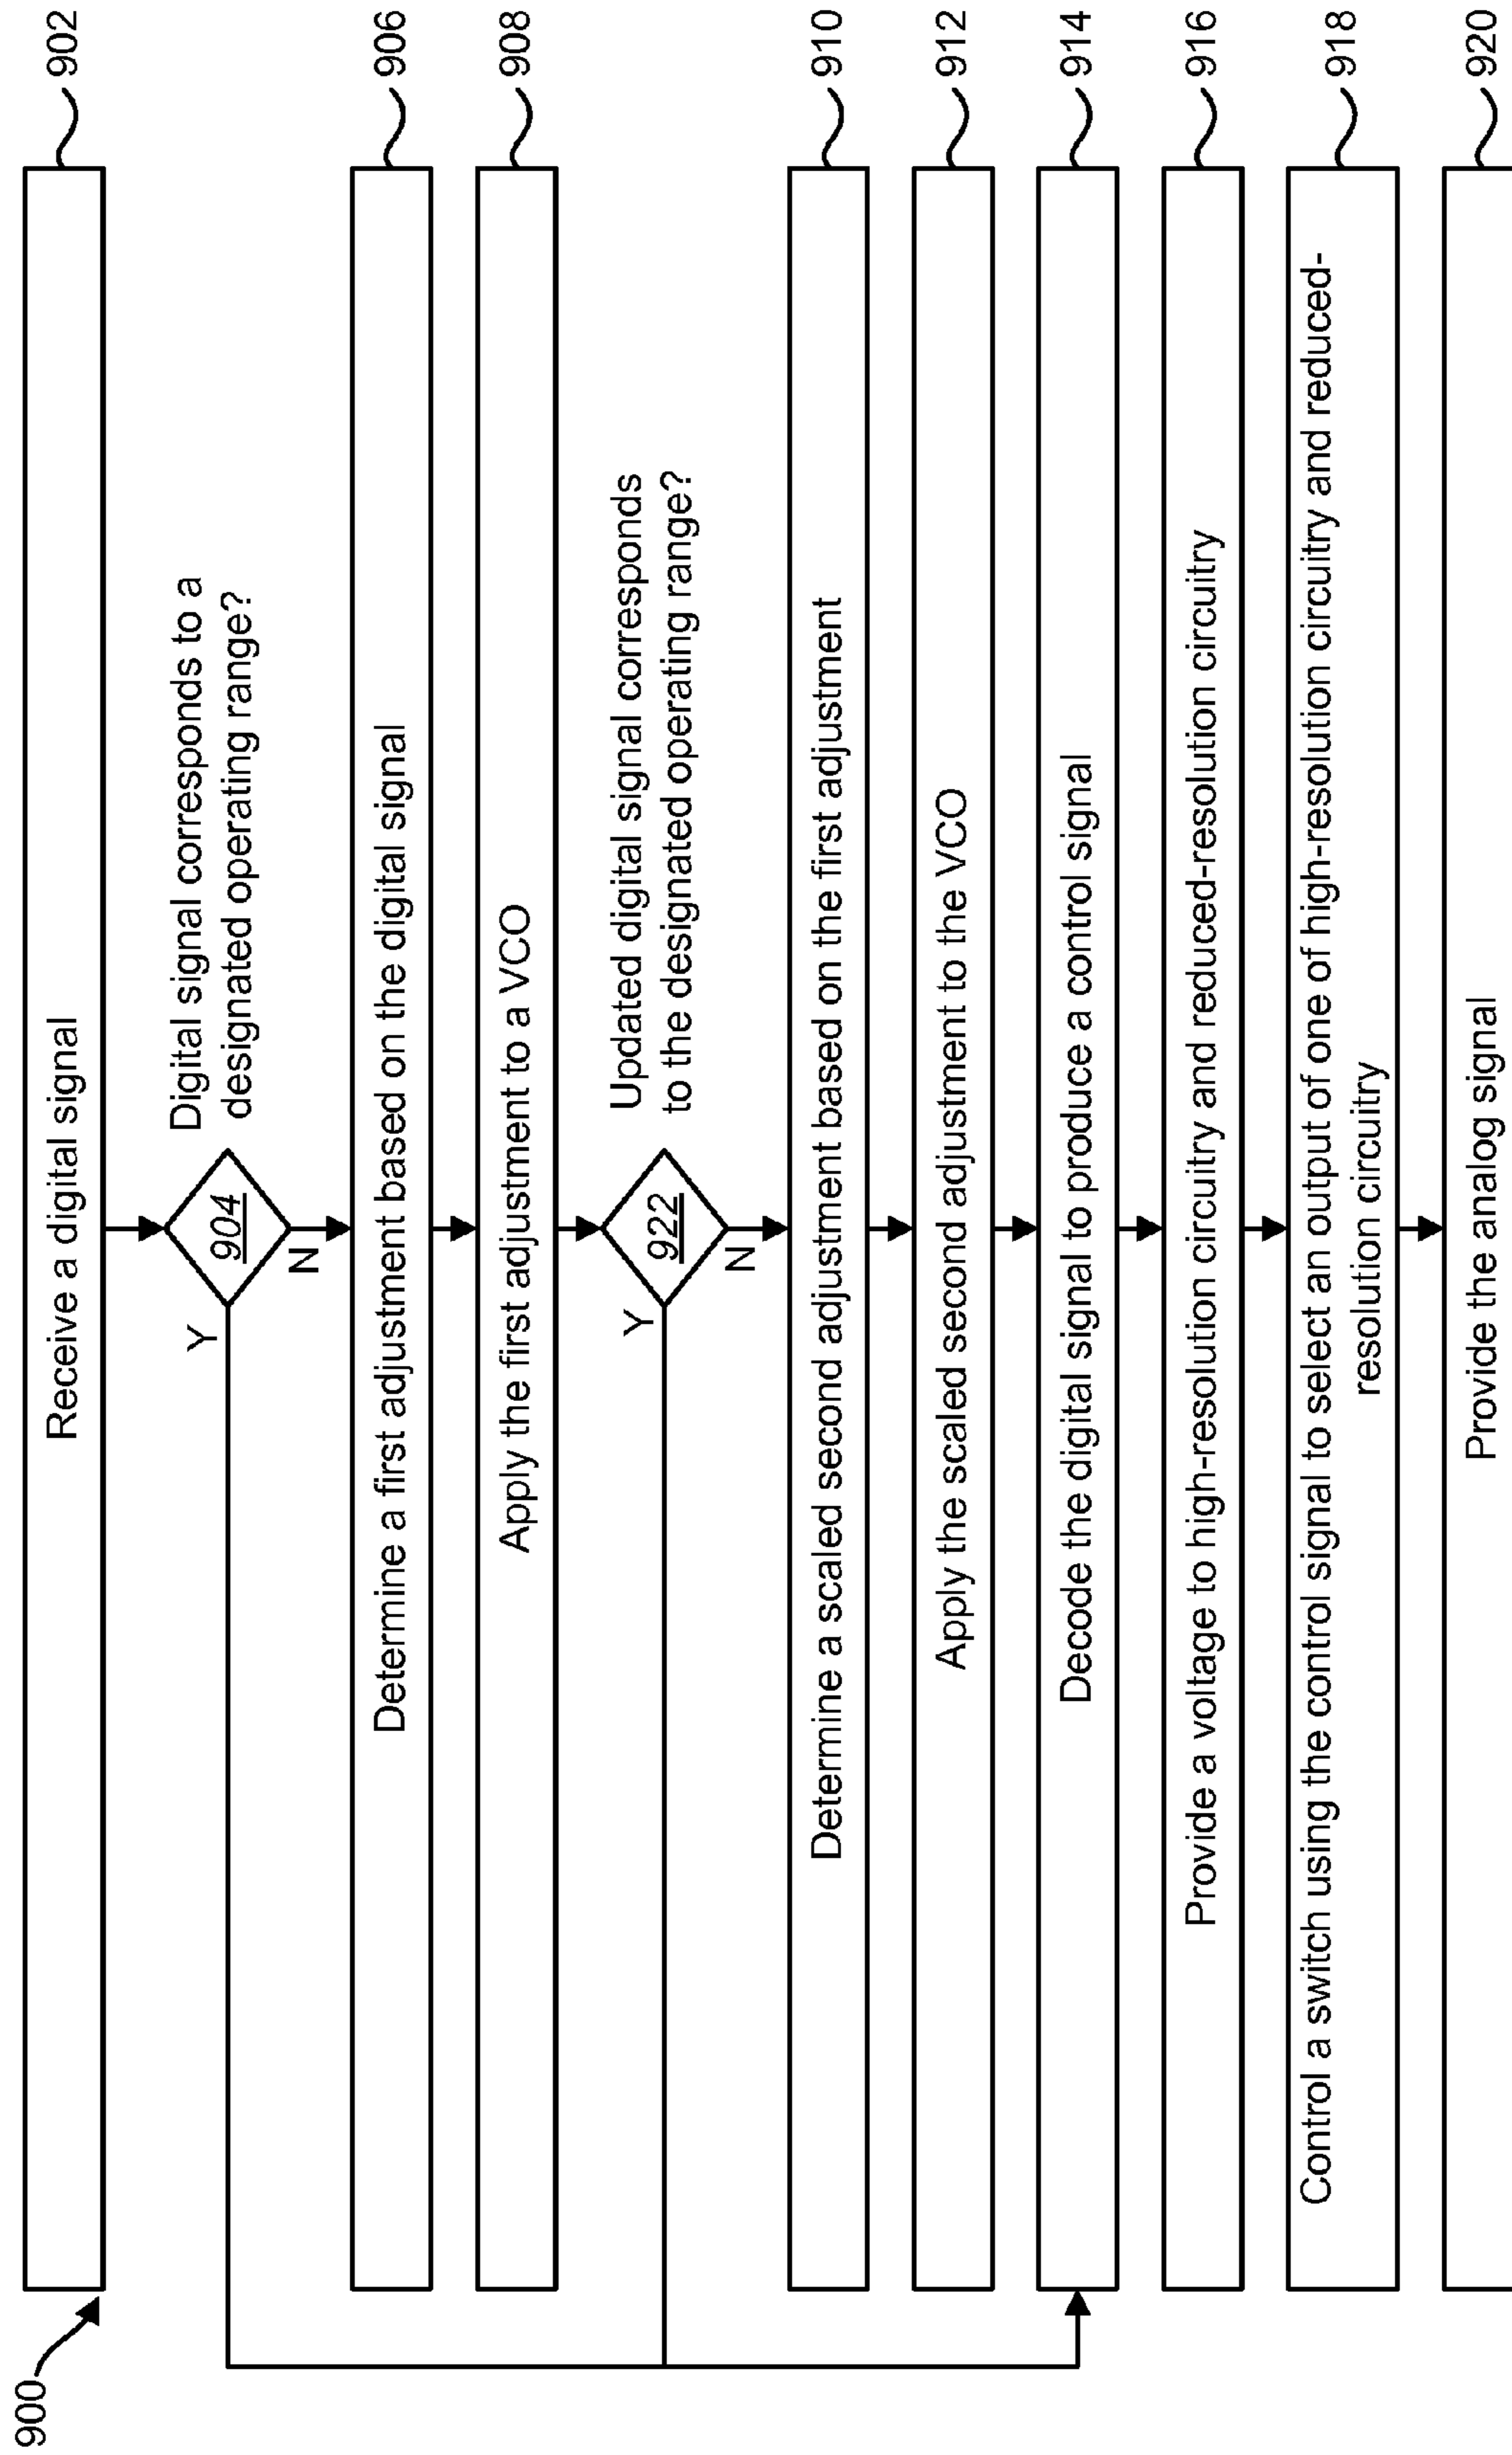 900
Receive a digital signal
902
Digital signal corresponds to a
designated operating range?
904
Y
N
Determine a first adjustment based on the digital signal
906
Apply the first adjustment to a VCO
908
Updated digital signal corresponds
to the designated operating range?
922
Y
N
Determine a scaled second adjustment based on the first adjustment
910
Apply the scaled second adjustment to the VCO
912
Decode the digital signal to produce a control signal
914
Provide a voltage to high-resolution circuitry and reduced-resolution circuitry
916
Control a switch using the control signal to select an output of one of high-resolution circuitry and reduced-
resolution circuitry
918
Provide the analog signal
920